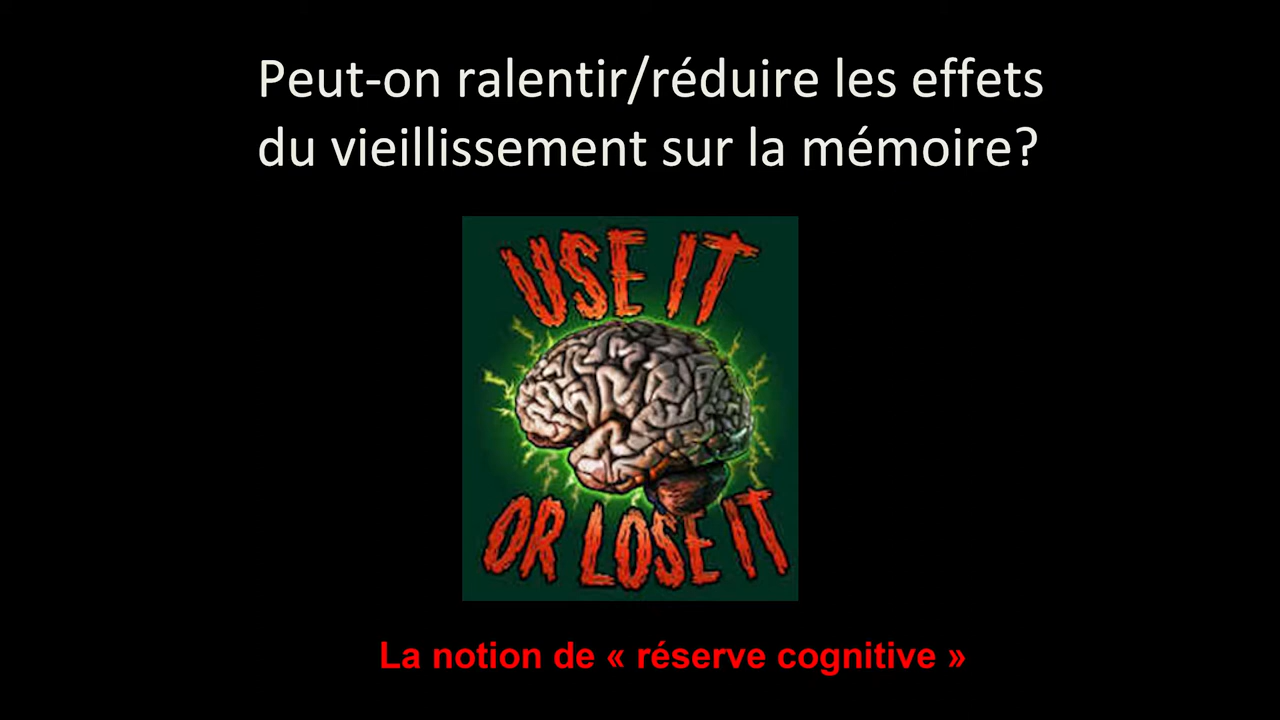 Peut-on ralentir/réduire les effets
du vieillissement sur la mémoire?
USE IT
OR LOSE IT
La notion de « réserve cognitive »